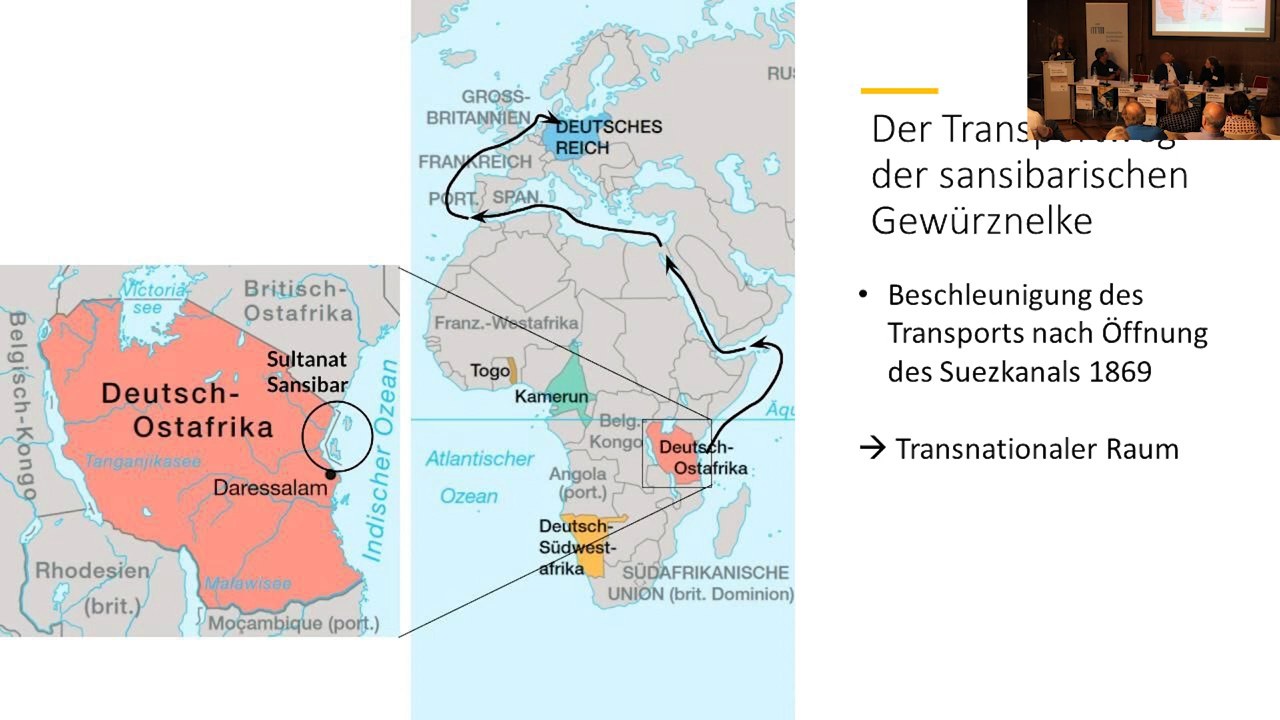 Der Transportweg
der sansibarischen
Gewürznelke
• Beschleunigung des
Transports nach Öffnung
des Suezkanals 1869
→ Transnationaler Raum
RUS
GROSS-
BRITANNIEN
DEUTSCHES
REICH
FRANKREICH
PORT.
SPAN.
Franz.-Westafrika
Togo
Kamerun
Äqu
Belg.
Kongo
Deutsch-
Ostafrika
Atlantischer
Ozean
Angola
(port.)
Deutsch-
Südwest-
afrika
SÜDAFRIKANISCHE
UNION (brit. Dominion)
Victoria-
see
Britisch-
Ostafrika
Belgisch-Kongo
Sultanat
Sansibar
Deutsch-
Ostafrika
Indischer Ozean
Tanganjikasee
Daressalam
Rhodesien
(brit.)
Malawisee
Moçambique (port.)